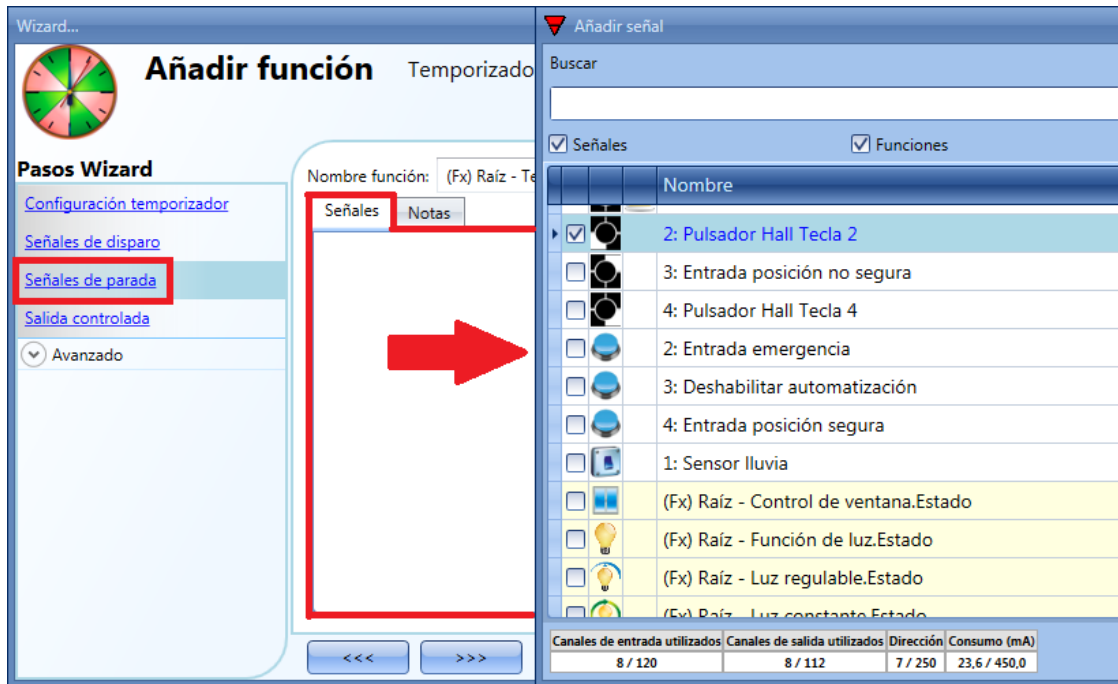 Wizard...
Añadir función Temporizado
Pasos Wizard
Configuración temporizador
Señales de disparo
Señales de parada
Salida controlada
Avanzado
Nombre función: (Fx) Raíz - Te
Señales Notas
<<< >>>
Añadir señal
Buscar
Señales Funciones
Nombre
2: Pulsador Hall Tecla 2
3: Entrada posición no segura
4: Pulsador Hall Tecla 4
2: Entrada emergencia
3: Deshabilitar automatización
4: Entrada posición segura
1: Sensor lluvia
(Fx) Raíz - Control de ventana.Estado
(Fx) Raíz - Función de luz.Estado
(Fx) Raíz - Luz regulable.Estado
(Fx) Raíz - Luz constante.Estado
Canales de entrada utilizados Canales de salida utilizados Dirección Consumo (mA)
8 / 120 8 / 112 7 / 250 23,6 / 450,0